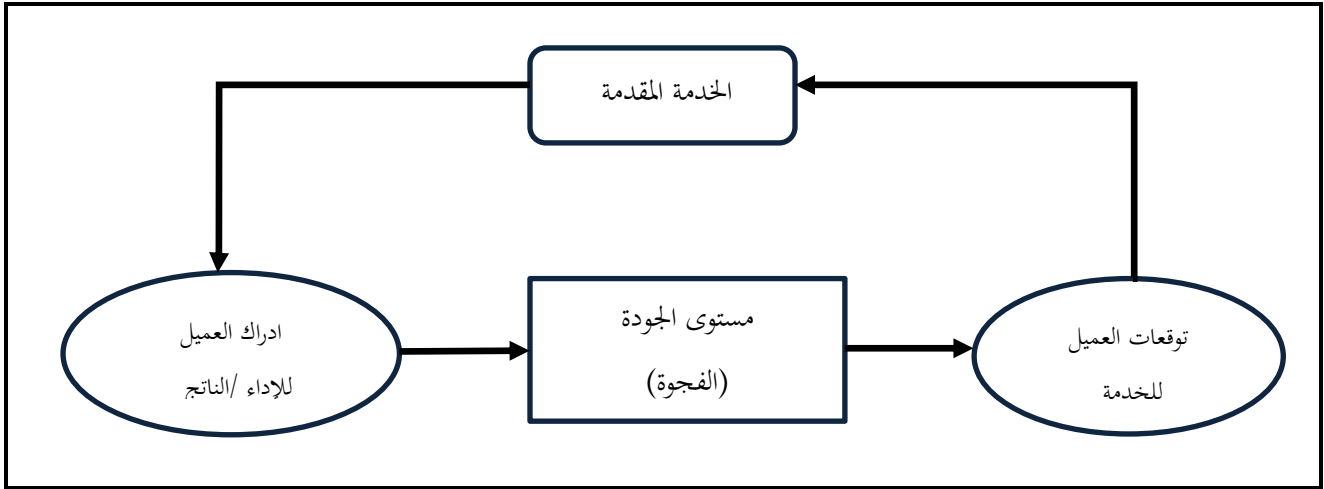 الخدمة المقدمة
توقعات العميل
للخدمة
مستوى الجودة
(الفجوة)
ادراك العميل
للإداء /الناتج